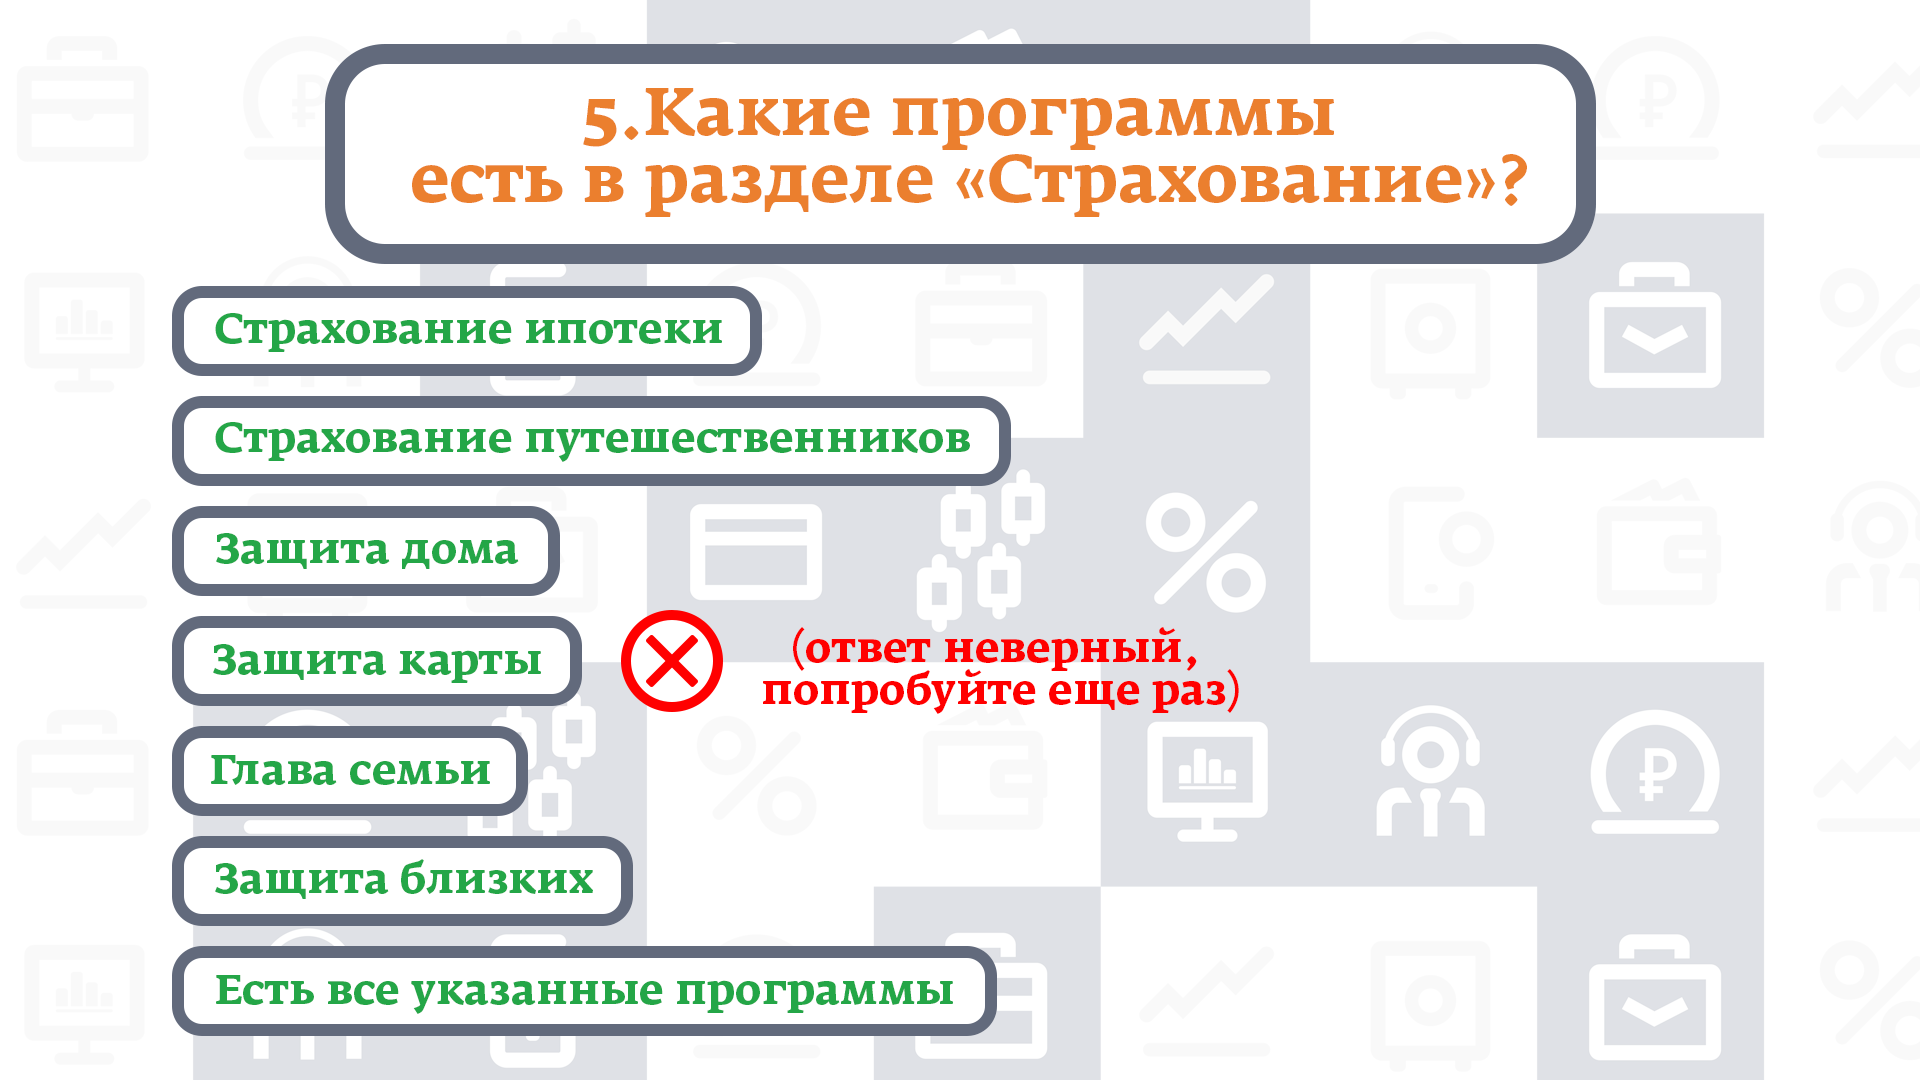 5.Какие программы
есть в разделе «Страхование»?
Страхование ипотеки
Страхование путешественников
Защита дома
Защита карты
(ответ неверный,
попробуйте еще раз)
Глава семьи
Защита близких
Есть все указанные программы